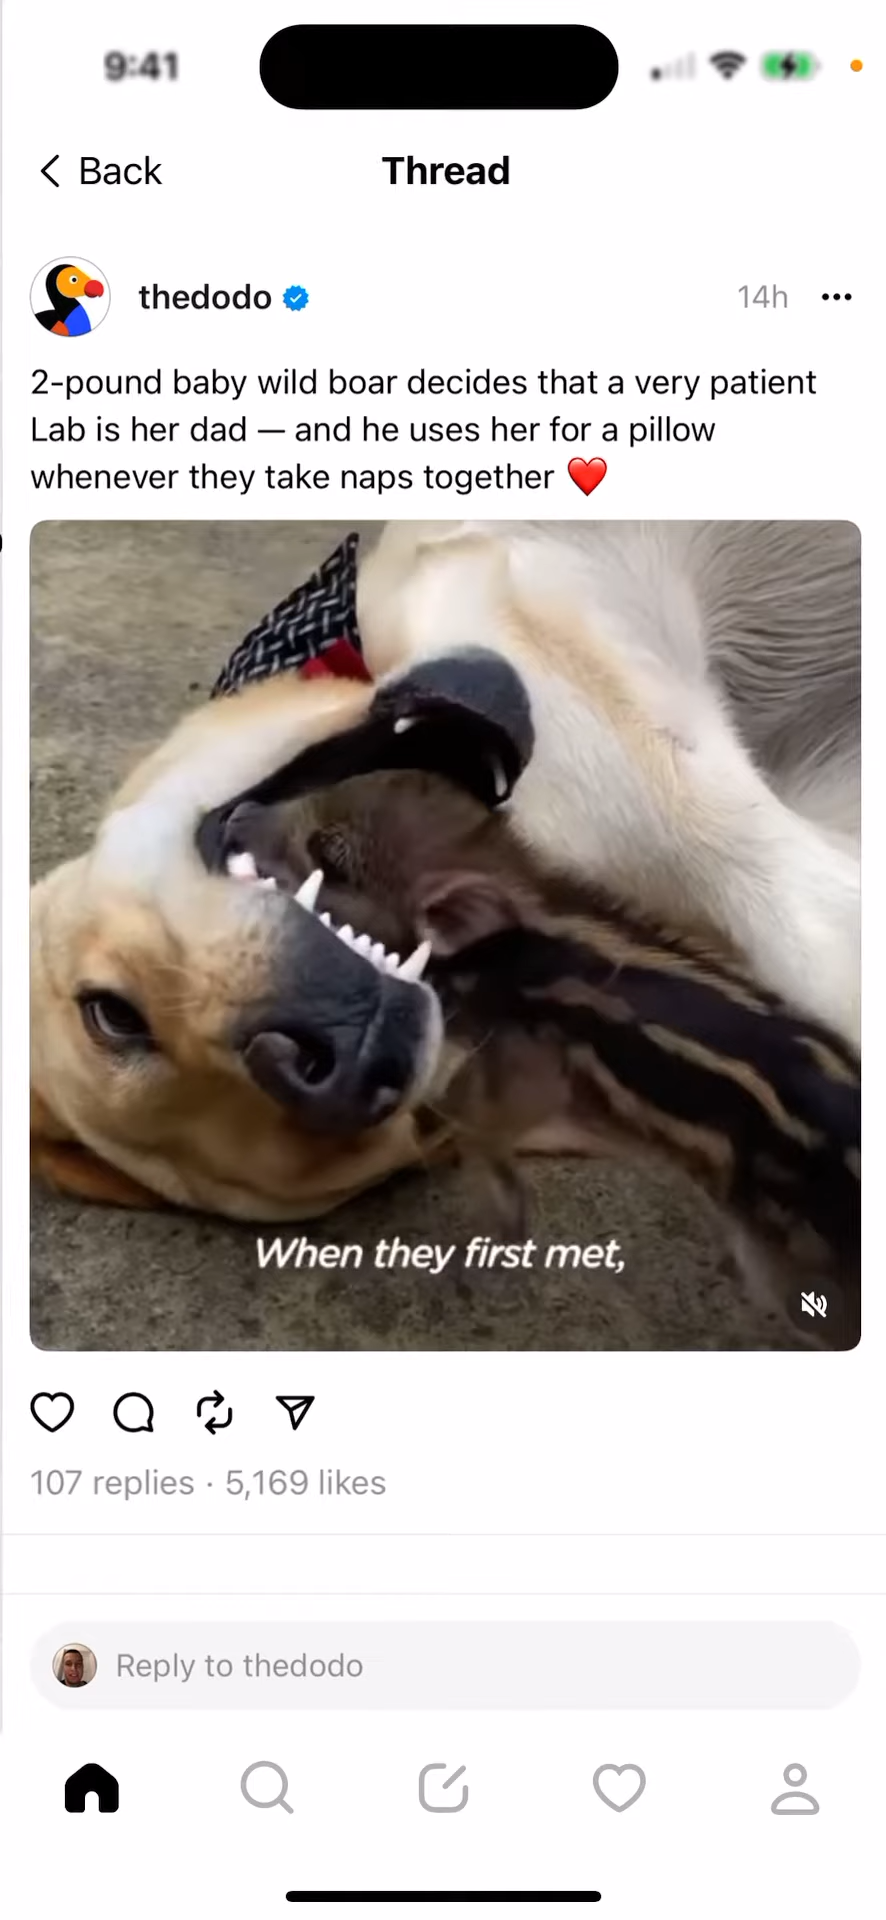 9:41
Back
Thread
thedodo
14h
2-pound baby wild boar decides that a very patient
Lab is her dad — and he uses her for a pillow
whenever they take naps together ❤️
When they first met,
107 replies · 5,169 likes
Reply to thedodo